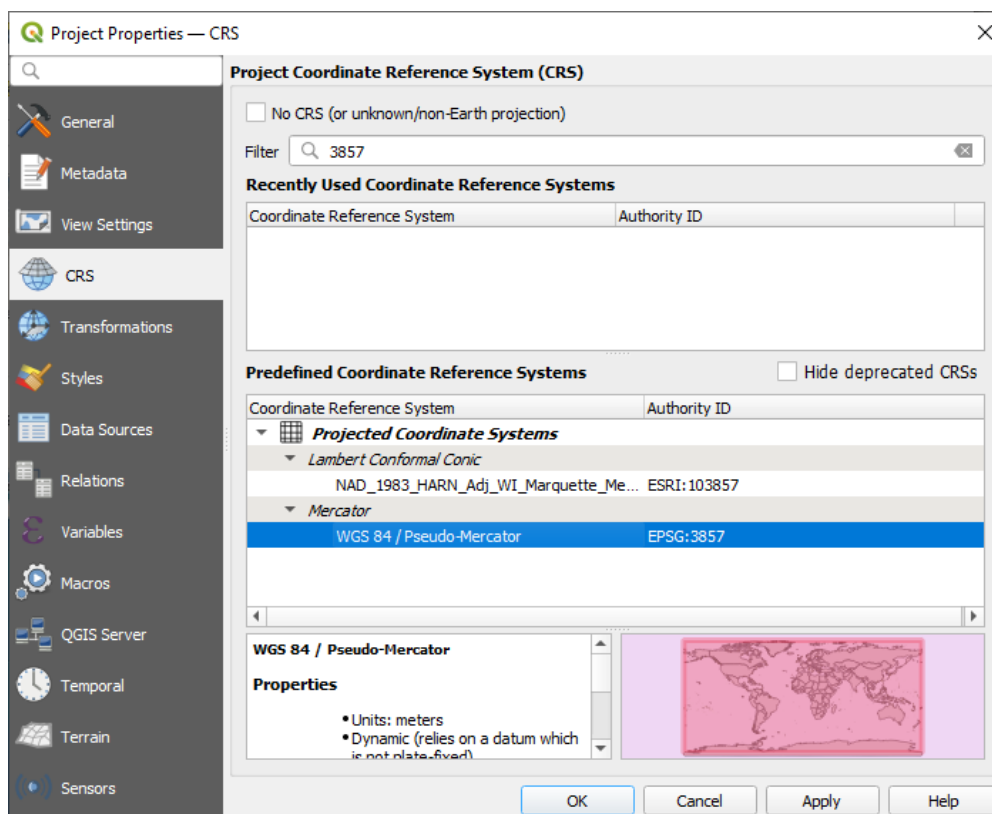 Project Properties — CRS
Project Coordinate Reference System (CRS)
General
Metadata
View Settings
CRS
Transformations
Styles
Data Sources
Relations
Variables
Macros
QGIS Server
Temporal
Terrain
Sensors
No CRS (or unknown/non-Earth projection)
Filter 3857
Recently Used Coordinate Reference Systems
Coordinate Reference System Authority ID
Predefined Coordinate Reference Systems Hide deprecated CRSs
Coordinate Reference System Authority ID
Projected Coordinate Systems
Lambert Conformal Conic
NAD_1983_HARN_Adj_WI_Marquette_Me... ESRI:103857
Mercator
WGS 84 / Pseudo-Mercator EPSG:3857
WGS 84 / Pseudo-Mercator
Properties
•Units: meters
•Dynamic (relies on a datum which
is not plate-fixed)
OK Cancel Apply Help